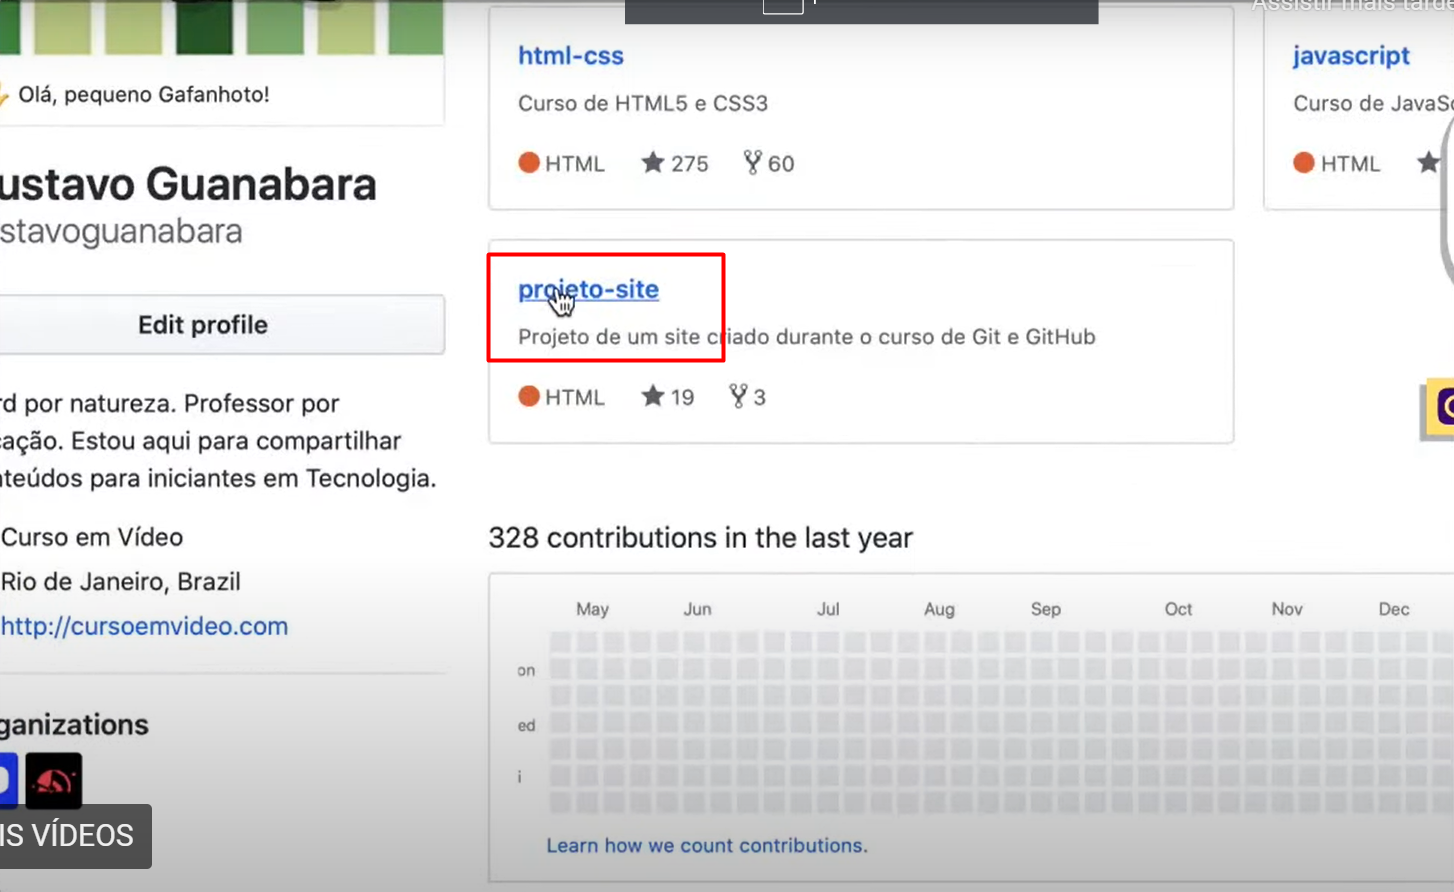 Assistir mais tarde
html-css
Curso de HTML5 e CSS3
HTML 275 60
javascript
Curso de JavaSc
HTML
Olá, pequeno Gafanhoto!
ustavo Guanabara
stavoguanabara
Edit profile
rd por natureza. Professor por
cação. Estou aqui para compartilhar
nteúdos para iniciantes em Tecnologia.
Curso em Vídeo
Rio de Janeiro, Brazil
http://cursoemvideo.com
ganizations
IS VÍDEOS
projeto-site
Projeto de um site criado durante o curso de Git e GitHub
HTML 19 3
328 contributions in the last year
May Jun Jul Aug Sep Oct Nov Dec
on
ed
i
Learn how we count contributions.